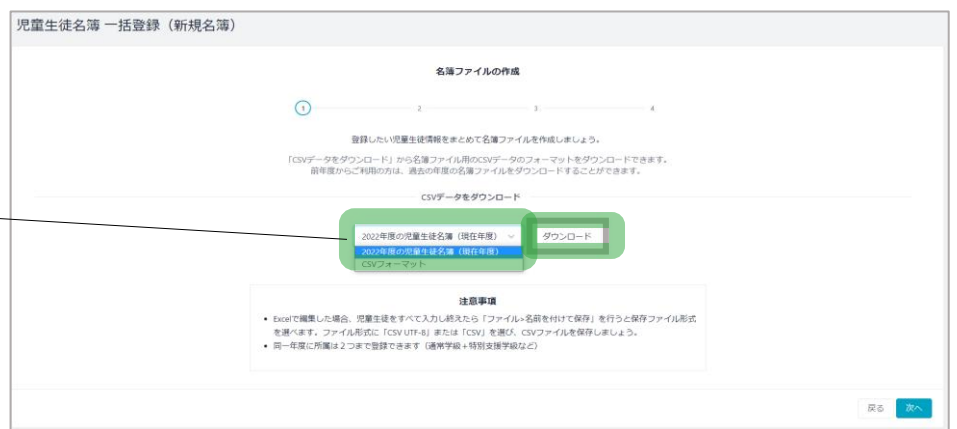 児童生徒名簿 一括登録（新規名簿）
名簿ファイルの作成
1 2 3 4
登録したい児童生徒情報をまとめて名簿ファイルを作成しましょう。
「CSVデータをダウンロード」から名簿ファイル用のCSVデータのフォーマットをダウンロードできます。
前年度からご利用の方は、過去の年度の名簿ファイルをダウンロードすることができます。
CSVデータをダウンロード
2022年度の児童生徒名簿（現在年度） ダウンロード
2022年度の児童生徒名簿（現在年度）
CSVフォーマット
注意事項
• Excelで編集した場合、児童生徒をすべて入力し終えたら「ファイル>名前を付けて保存」を行うと保存ファイル形式
を選べます。ファイル形式に「CSV UTF-8」または「CSV」を選び、CSVファイルを保存しましょう。
• 同一年度に所属は２つまで登録できます（通常学級+特別支援学級など）
戻る 次へ